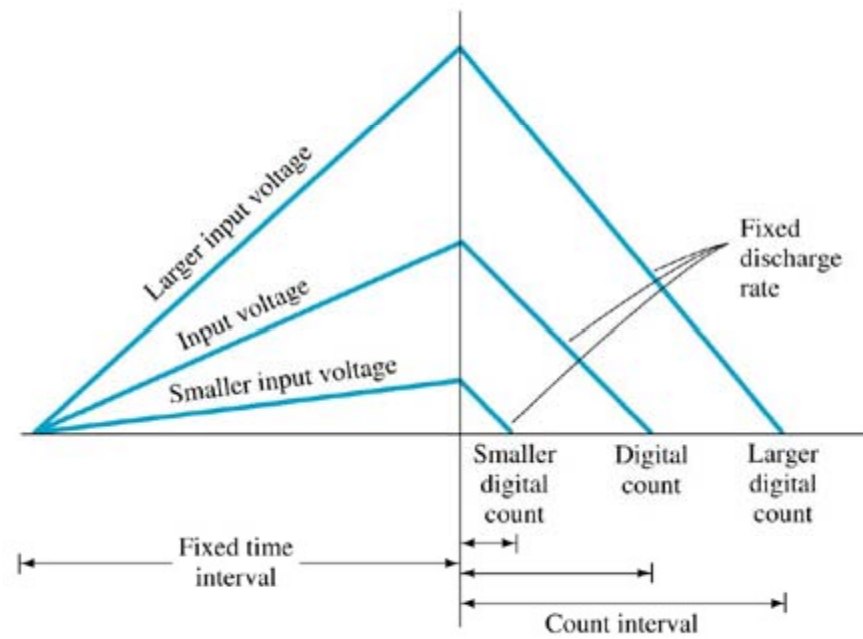 Larger input voltage
Input voltage
Smaller input voltage
Fixed
discharge
rate
Smaller
digital
count
Digital
count
Larger
digital
count
Fixed time
interval
Count interval